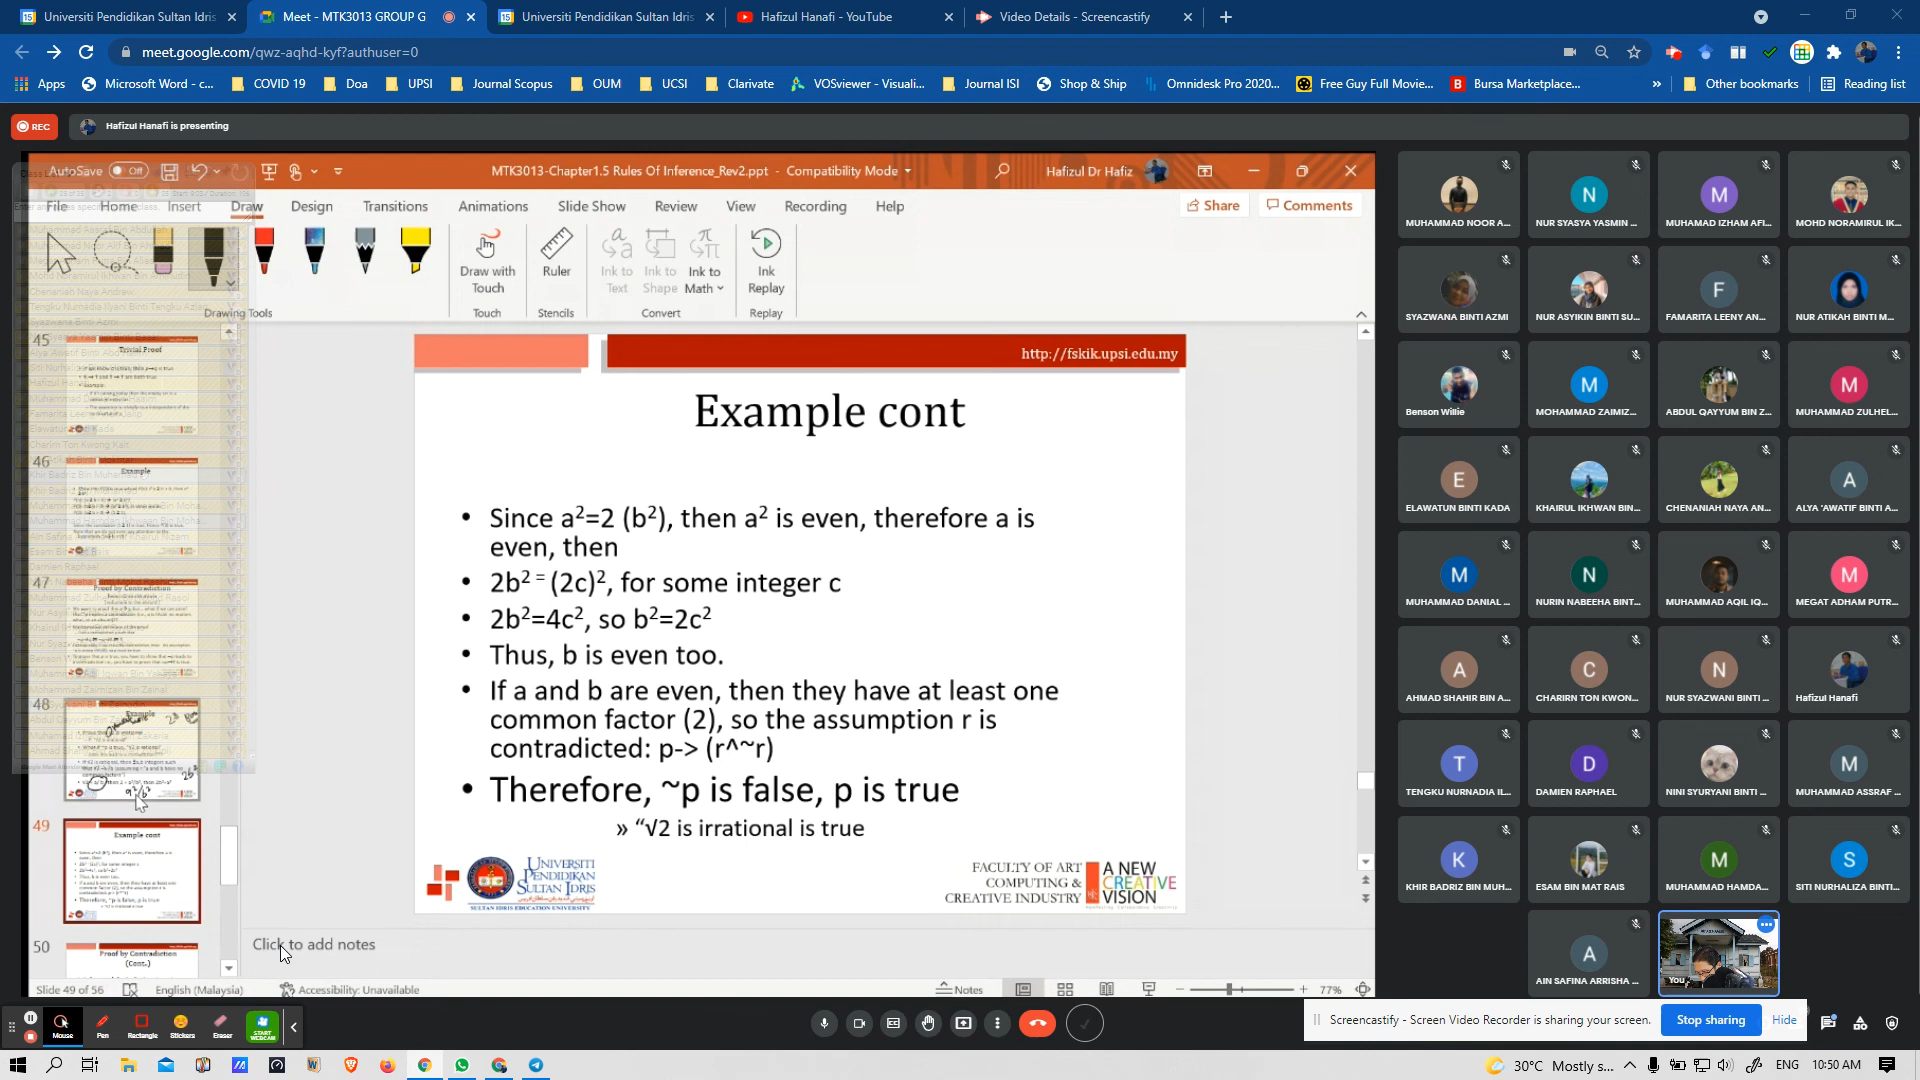 Universiti Pendidikan Sultan Idris
Meet - MTK3013 GROUP G
Universiti Pendidikan Sultan Idris
Hafizul Hanafi - YouTube
Video Details - Screencastify
meet.google.com/qwz-aqhd-kyf?authuser=0
Apps
Microsoft Word - c...
COVID 19
Doa
UPSI
Journal Scopus
OUM
UCSI
Clarivate
VOSviewer - Visuali...
Journal ISI
Shop & Ship
Omnidesk Pro 2020...
Free Guy Full Movie...
Bursa Marketplace...
Other bookmarks
Reading list
REC
Hafizul Hanafi is presenting
AutoSave
Off
MTK3013-Chapter1.5 Rules Of Inference_Rev2.ppt - Compatibility Mode
Hafizul Dr Hafiz
File
Home
Insert
Draw
Design
Transitions
Animations
Slide Show
Review
View
Recording
Help
Share
Comments
Draw with
Touch
Ruler
Ink to
Text
Ink to
Shape
Ink to
Math
Ink
Replay
Drawing Tools
Touch
Stencils
Convert
Replay
45
Trivial Proof
46
Example
47
Proof by Contradiction
48
Example
49
Example cont
50
Proof by Contradiction
(Cont.)
http://fskik.upsi.edu.my
Example cont
• Since a²=2 (b²), then a² is even, therefore a is
even, then
• 2b² = (2c)², for some integer c
• 2b²=4c², so b²=2c²
• Thus, b is even too.
• If a and b are even, then they have at least one
common factor (2), so the assumption r is
contradicted: p-> (r^~r)
• Therefore, ~p is false, p is true
» “√2 is irrational is true
UNIVERSITI
PENDIDIKAN
SULTAN IDRIS
SULTAN IDRIS EDUCATION UNIVERSITY
FACULTY OF ART
COMPUTING &
CREATIVE INDUSTRY
A NEW
CREATIVE
VISION
Click to add notes
Slide 49 of 56
English (Malaysia)
Accessibility: Unavailable
Notes
77%
MUHAMMAD NOOR A...
NUR SYASYA YASMIN ...
MUHAMAD IZHAM AFI...
MOHD NORAMIRUL IK...
SYAZWANA BINTI AZMI
NUR ASYIKIN BINTI SU...
FAMARITA LEENY AN...
NUR ATIKAH BINTI M...
Benson Willie
MOHAMMAD ZAIMIZ...
ABDUL QAYYUM BIN Z...
MUHAMMAD ZULHEL...
ELAWATUN BINTI KADA
KHAIRUL IKHWAN BIN...
CHENANIAH NAYA AN...
ALYA 'AWATIF BINTI A...
MUHAMMAD DANIAL ...
NURIN NABEEHA BINT...
MUHAMMAD AQIL IQ...
MEGAT ADHAM PUTR...
AHMAD SHAHIR BIN A...
CHARIRN TON KWON...
NUR SYAZWANI BINTI ...
Hafizul Hanafi
TENGKU NURNADIA IL...
DAMIEN RAPHAEL
NINI SYURYANI BINTI ...
MUHAMMAD ASSRAF ...
KHIR BADRIZ BIN MUH...
ESAM BIN MAT RAIS
MUHAMMAD HAMDA...
SITI NURHALIZA BINTI...
AIN SAFINA ARRISHA ...
You
Mouse
Pen
Rectangle
Stickers
Eraser
START
WEBCAM
Screencastify - Screen Video Recorder is sharing your screen.
Stop sharing
Hide
30°C Mostly s...
ENG
10:50 AM